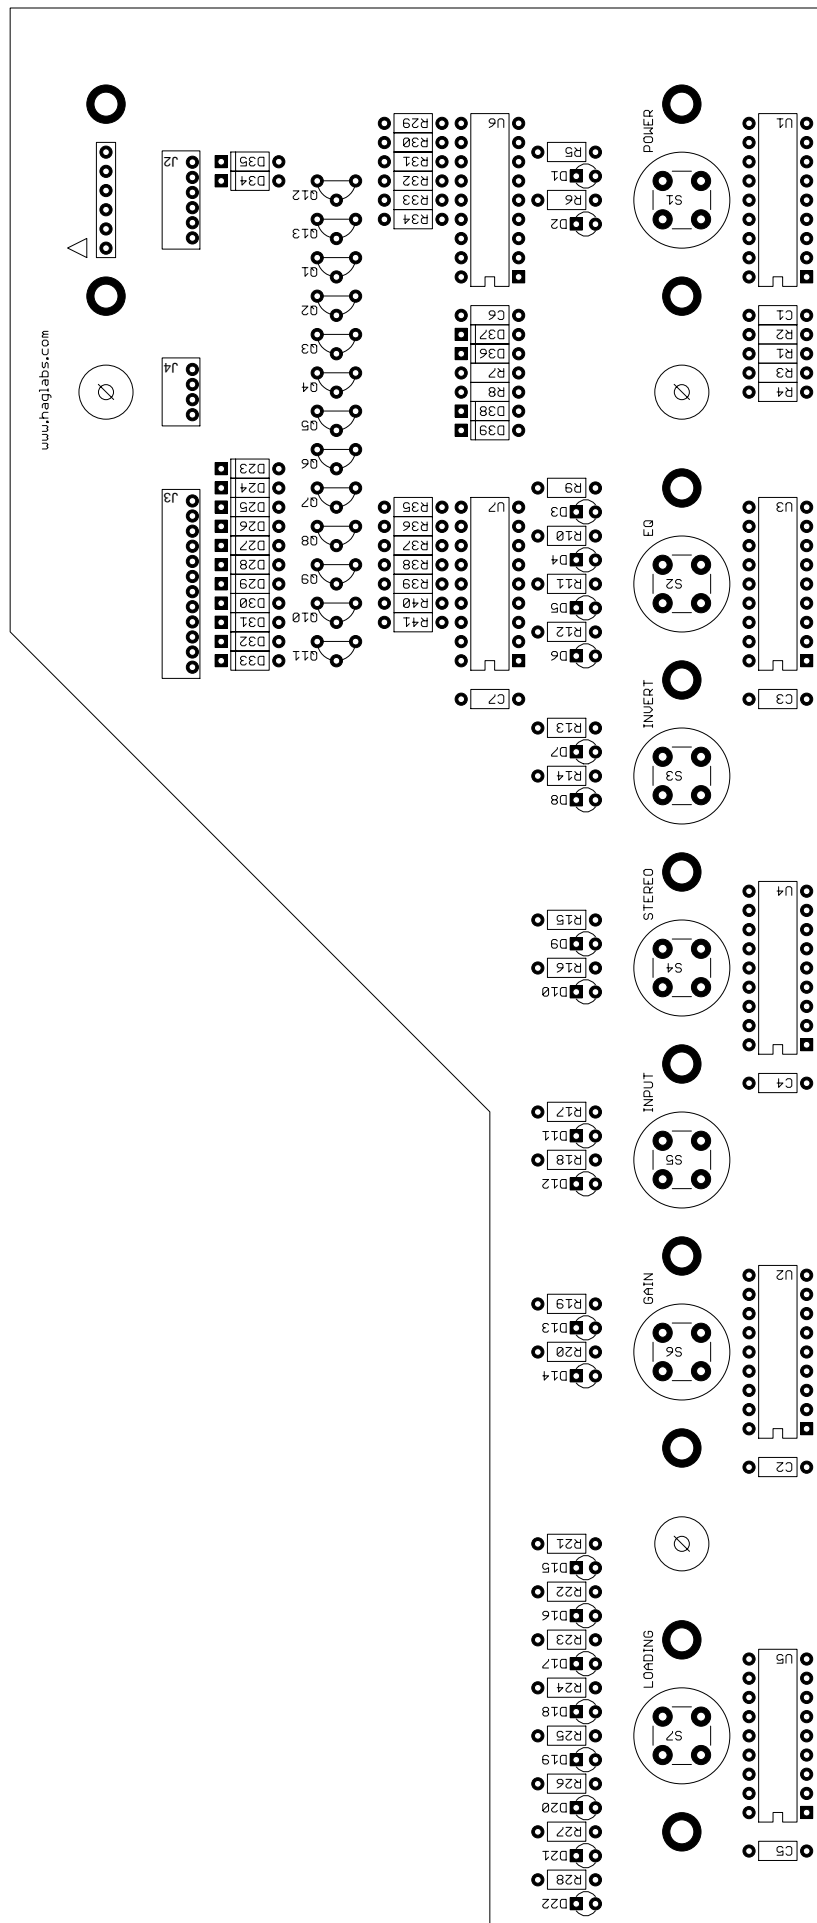 www.haglabs.com
J2
J4
J3
D35
D34
D23
D24
D25
D26
D27
D28
D29
D30
D31
D32
D33
Q12
Q13
Q1
Q2
Q3
Q4
Q5
Q6
Q7
Q8
Q9
Q10
Q11
R29
R30
R31
R32
R33
R34
R35
R36
R37
R38
R39
R40
R41
U6
C6
D37
D36
R7
R8
D38
D39
U7
C7
R5
D1
R6
D2
R9
D3
R10
D4
R11
D5
R12
D6
R13
D7
R14
D8
R15
D9
R16
D10
R17
D11
R18
D12
R19
D13
R20
D14
R21
D15
R22
D16
R23
D17
R24
D18
R25
D19
R26
D20
R27
D21
R28
D22
POWER
S1
EQ
S2
INVERT
S3
STEREO
S4
INPUT
S5
GAIN
S6
LOADING
S7
U1
C1
R2
R1
R3
R4
U3
C3
U4
C4
U2
C2
U5
C5